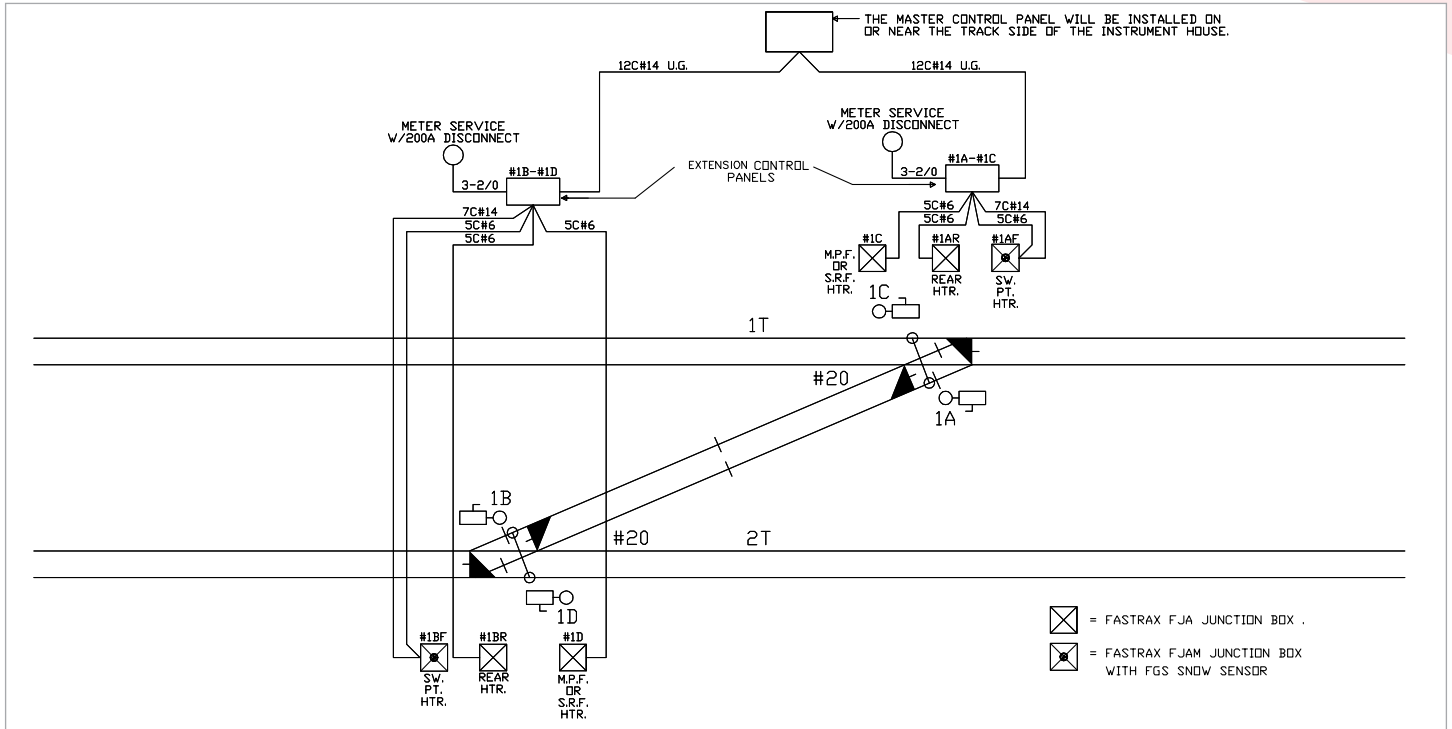 THE MASTER CONTROL PANEL WILL BE INSTALLED ON
OR NEAR THE TRACK SIDE OF THE INSTRUMENT HOUSE.
12C#14 U.G.
12C#14 U.G.
METER SERVICE
W/200A DISCONNECT
METER SERVICE
W/200A DISCONNECT
#1B-#1D
3-2/0
EXTENSION CONTROL
PANELS
#1A-#1C
3-2/0
7C#14
5C#6
5C#6
5C#6
5C#6
5C#6
7C#14
5C#6
#1C
M.P.F.
OR
S.R.F.
HTR.
#1AR
REAR
HTR.
#1AF
SW.
PT.
HTR.
1C
1T
#20
1A
1B
#20
2T
1D
#1BF
SW.
PT.
HTR.
#1BR
REAR
HTR.
#1D
M.P.F.
OR
S.R.F.
HTR.
= FASTRAX FJA JUNCTION BOX .
= FASTRAX FJAM JUNCTION BOX
WITH FGS SNOW SENSOR